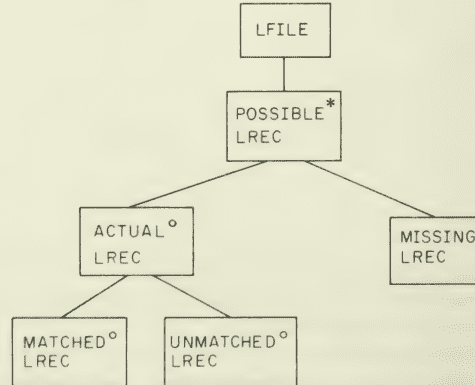 LFILE
POSSIBLE*
LREC
ACTUAL°
LREC
MISSING
LREC
MATCHED°
LREC
UNMATCHED°
LREC